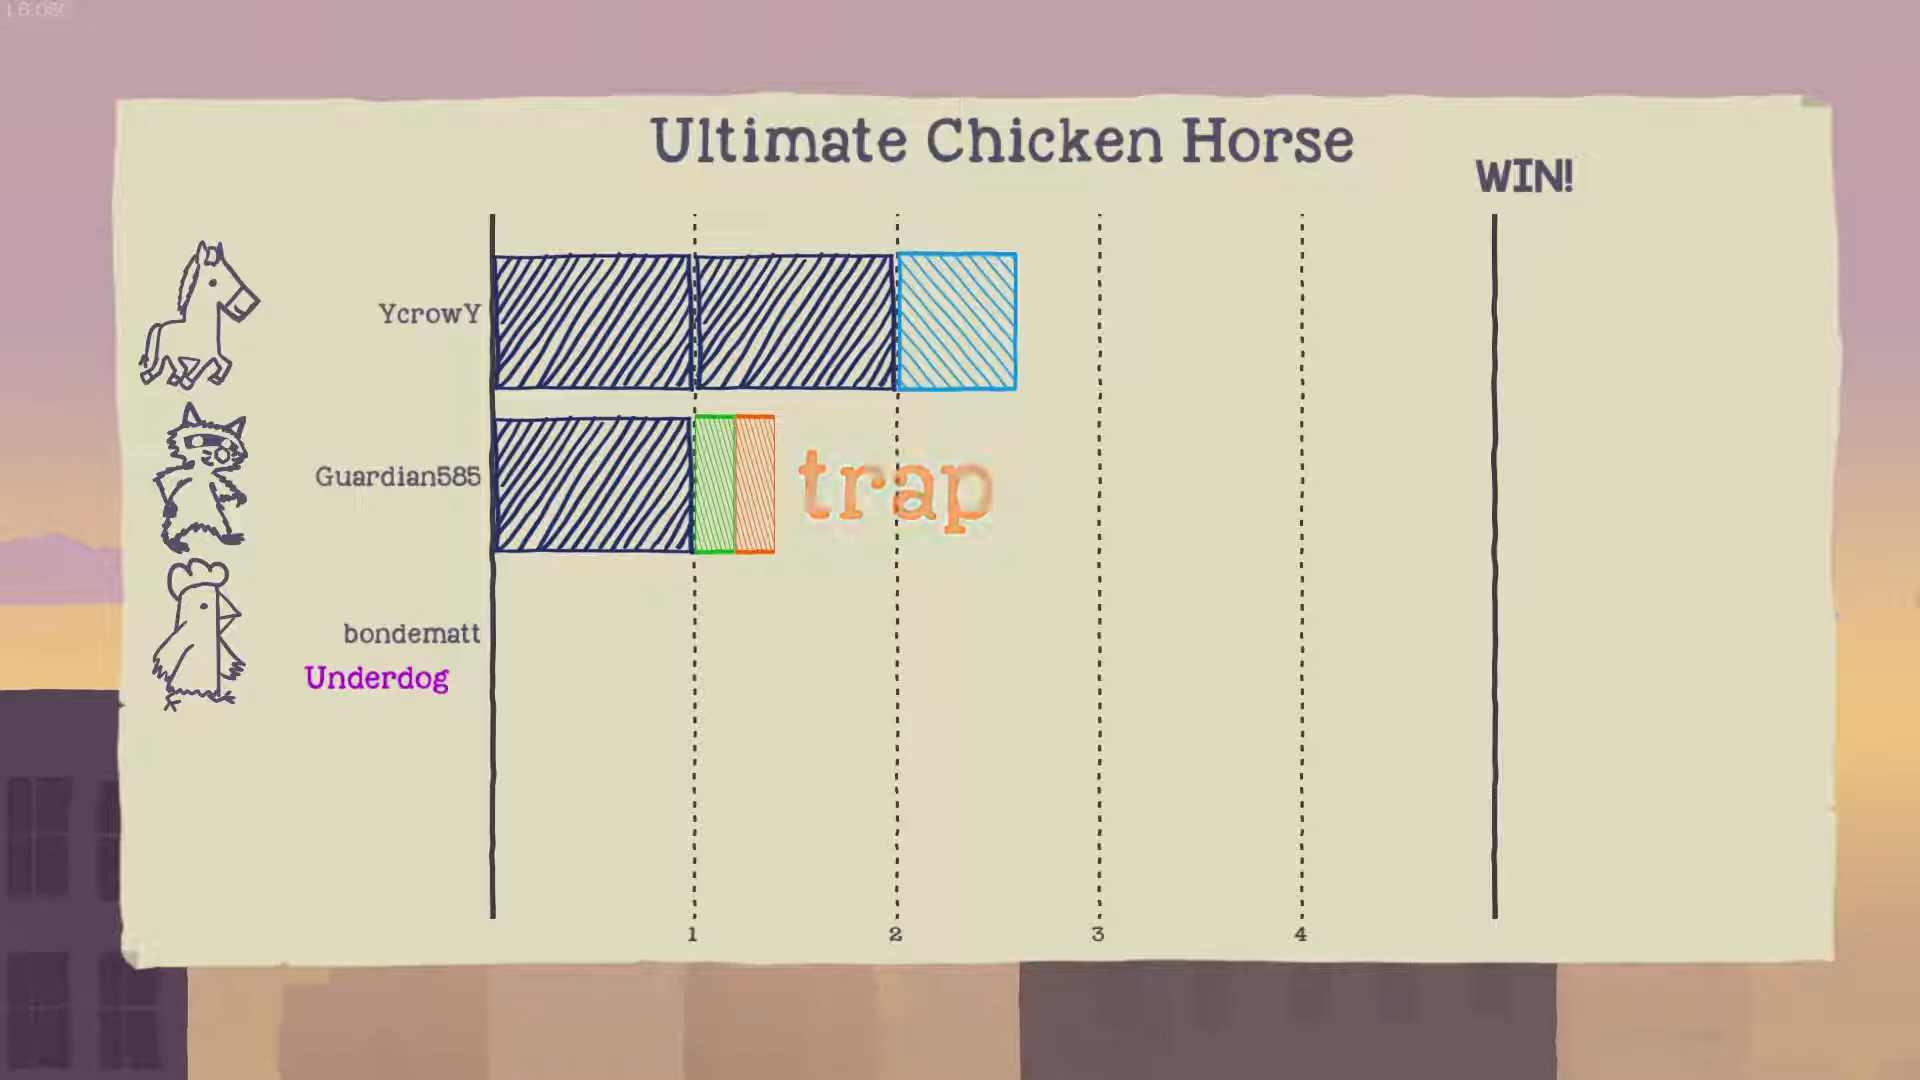 Ultimate Chicken Horse
WIN!
YcrowY
Guardian585
trap
bondematt
Underdog
1 2 3 4